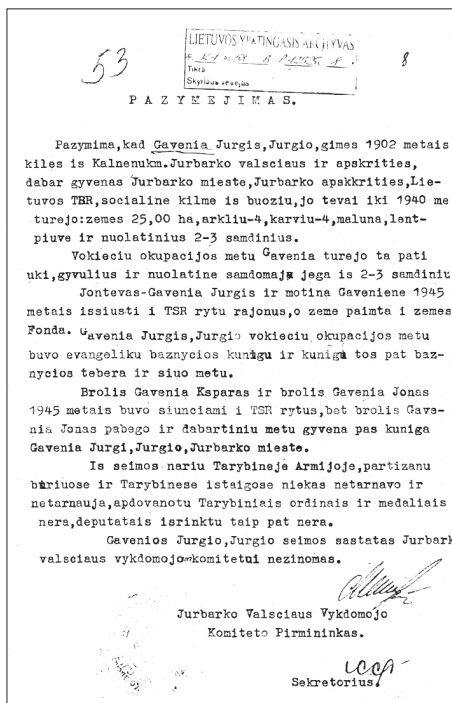 53
LIETUVOS YPATINGASIS ARCHYVAS
8
Tikra
Skyriaus vedėjas
PAZYMEJIMAS.
Pazymima,kad Gavenia Jurgis,Jurgio,gimes 1902 metais
kiles is Kalnenukm.Jurbarko valsciaus ir apskrities,
dabar gyvenas Jurbarko mieste,Jurbarko apskkrities,Lie-
tuvos TBR,socialine kilme is buoziu,jo tevai iki 1940 me
turejo:zemes 25,00 ha,arkliu-4,karviu-4,maluna,lent-
piuve ir nuolatinius 2-3 samdinius.
Vokieciu okupacijos metu Gavenia turejo ta pati
uki,gyvulius ir nuolatine samdomaja jega is 2-3 samdiniu
Jontevas-Gavenia Jurgis ir motina Gaveniene 1945
metais issiusti i TSR rytu rajonus,o zeme paimta i zemes
Fonda. Gavenia Jurgis,Jurgio vokieciu okupacijos metu
buvo evangeliku baznycios kunigu ir kunigu tos pat baz-
nycios tebera ir siuo metu.
Brolis Gavenia Ksparas ir brolis Gavenia Jonas
1945 metais buvo siunciami i TSR rytus,bet brolis Gave-
nia Jonas pabego ir dabartiniu metu gyvena pas kuniga
Gavenia Jurgi,Jurgio,Jurbarko mieste.
Is seimos nariu Tarybineje Armijoje,partizanu
buriuose ir Tarybinese istaigose niekas netarnavo ir
netarnauja,apdovanotu Tarybiniais ordinais ir medaliais
nera,deputatais isrinktu taip pat nera.
Gavenios Jurgio,Jurgio seimos sastatas Jurbark
valsciaus vykdomojo komitetui nezinomas.
Jurbarko Valsciaus Vykdomojo
Komiteto Pirmininkas.
Sekretorius.